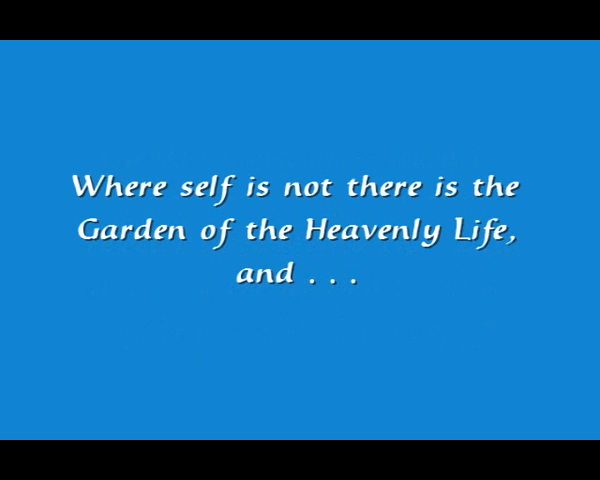 Where self is not there is the
Garden of the Heavenly Life,
and . . .